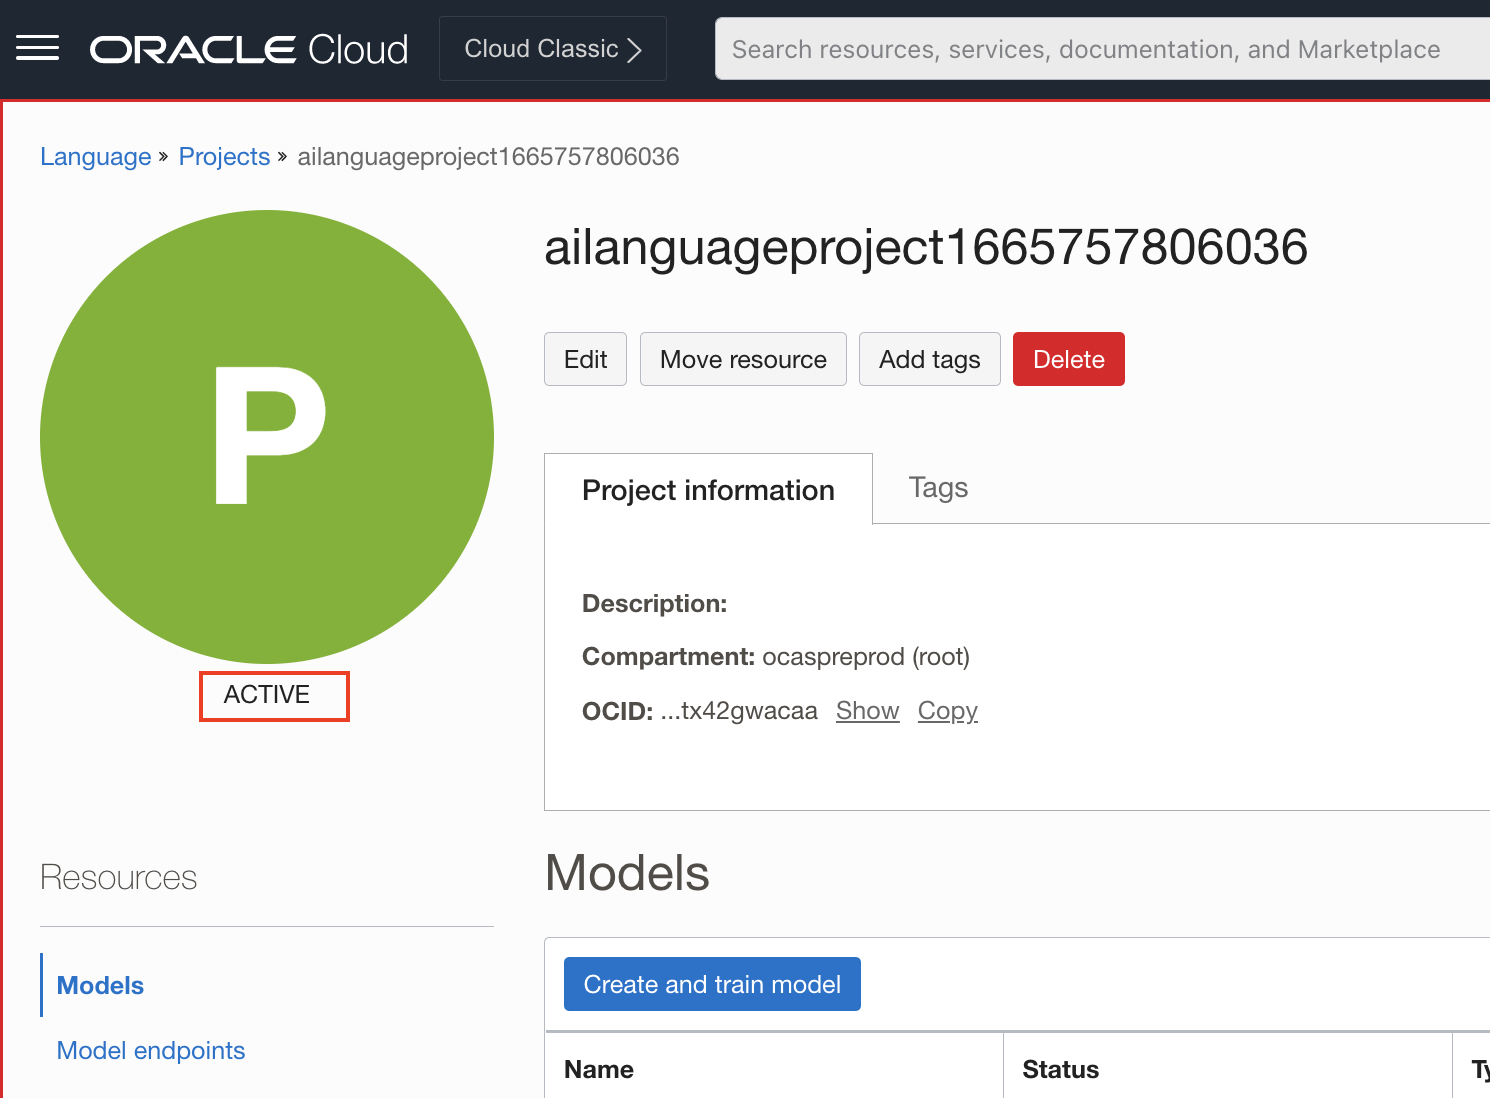 ORACLE Cloud
Cloud Classic
Search resources, services, documentation, and Marketplace
Language » Projects » ailanguageproject1665757806036
P
ACTIVE
ailanguageproject1665757806036
Edit
Move resource
Add tags
Delete
Project information
Tags
Description:
Compartment: ocaspreprod (root)
OCID: ...tx42gwacaa Show Copy
Resources
Models
Model endpoints
Models
Create and train model
Name
Status